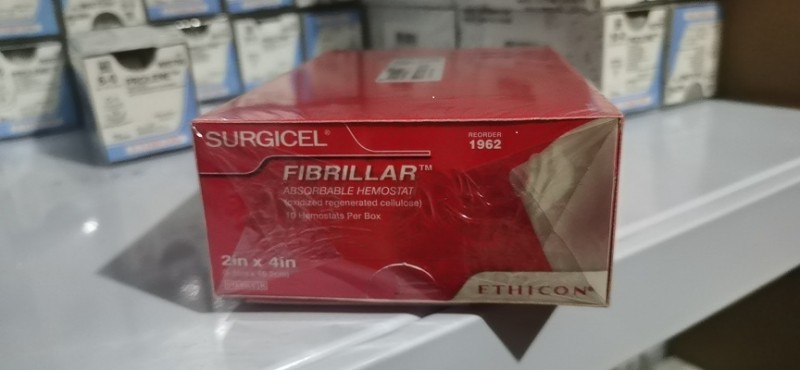 SURGICEL®
REORDER
1962
FIBRILLAR™
ABSORBABLE HEMOSTAT
(oxidized regenerated cellulose)
10 Hemostats Per Box
2in x 4in
ETHICON®